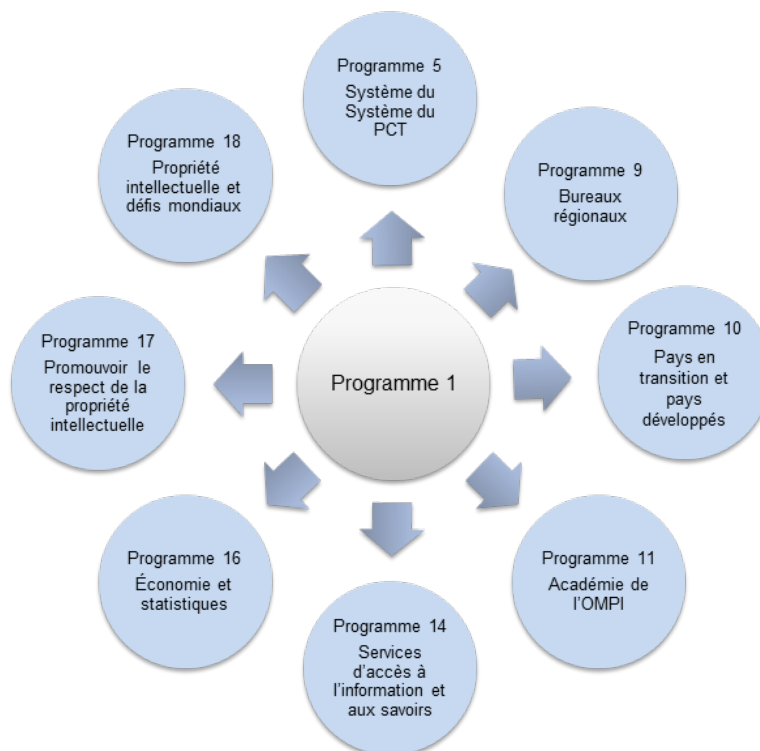 Programme 5
Système du
Système du
PCT
Programme 9
Bureaux
régionaux
Programme 10
Pays en
transition et
pays
développés
Programme 11
Académie de
l'OMPI
Programme 14
Services
d'accès à
l'information et
aux savoirs
Programme 16
Économie et
statistiques
Programme 17
Promouvoir le
respect de la
propriété
intellectuelle
Programme 18
Propriété
intellectuelle et
défis mondiaux
Programme 1